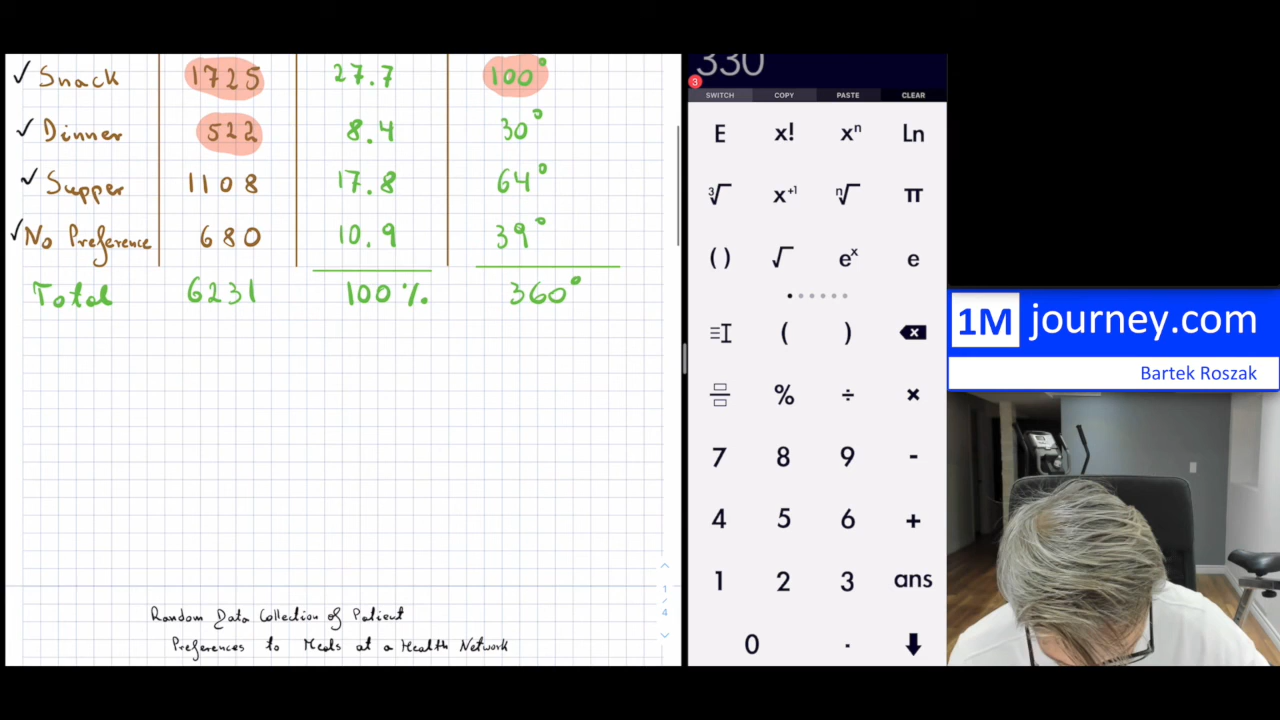 ✓ Snack 1725 27.7 100°
✓ Dinner 522 8.4 30°
✓ Supper 1108 17.8 64°
✓ No Preference 680 10.9 39°
Total 6231 100% 360°
Random Data Collection of Patient
Preferences to Meals at a Health Network
1
4
330
3
SWITCH COPY PASTE CLEAR
E x! xⁿ Ln
∛ x⁺¹ ⁿ√ π
( ) √ eˣ e
( )
% ÷ ×
7 8 9 -
4 5 6 +
1 2 3 ans
0 .
1M journey.com
Bartek Roszak